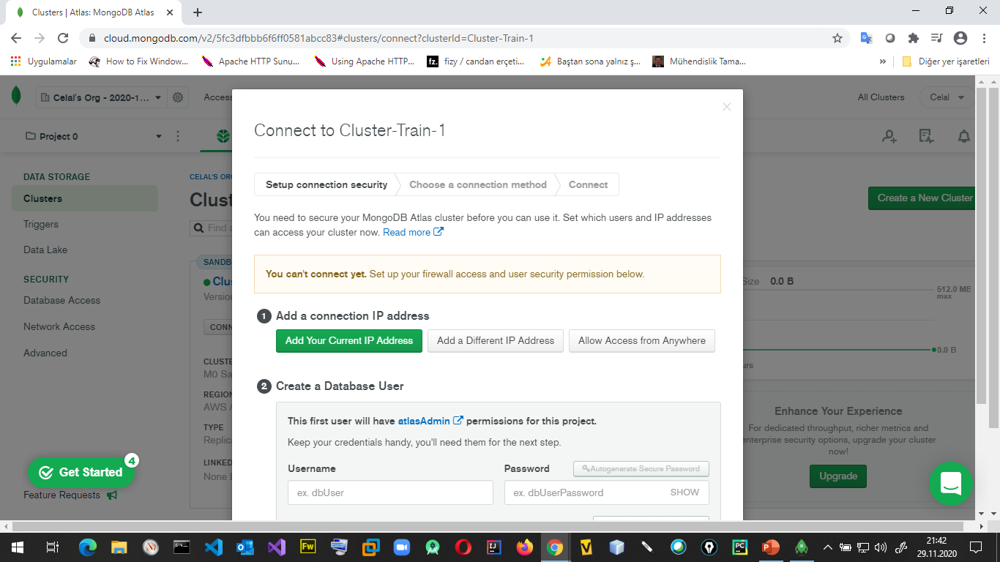 Clusters | Atlas: MongoDB Atlas
cloud.mongodb.com/v2/5fc3dfbbb6f6ff0581abcc83#clusters/connect?clusterId=Cluster-Train-1
Uygulamalar
How to Fix Window...
Apache HTTP Sunu...
Using Apache HTTP...
fz.
fizy / candan erçeti...
Baştan sona yalnız ş...
Mühendislik Tama...
»
Diğer yer işaretleri
Celal's Org - 2020-1...
Access
All Clusters
Celal
Project 0
DATA STORAGE
Clusters
Triggers
Data Lake
SECURITY
Database Access
Network Access
Advanced
Get Started
4
Feature Requests
CELAL'S ORG
Clust
Find a
SANDB
Clus
Version
CONN
CLUSTE
M0 Sa
REGION
AWS /
TYPE
Replic
LINKED
None L
Connect to Cluster-Train-1
Setup connection security
Choose a connection method
Connect
You need to secure your MongoDB Atlas cluster before you can use it. Set which users and IP addresses
can access your cluster now. Read more
You can't connect yet. Set up your firewall access and user security permission below.
1 Add a connection IP address
Add Your Current IP Address
Add a Different IP Address
Allow Access from Anywhere
2 Create a Database User
This first user will have atlasAdmin permissions for this project.
Keep your credentials handy, you'll need them for the next step.
Username
Password
Autogenerate Secure Password
ex. dbUser
ex. dbUserPassword
SHOW
Create a New Cluster
Size 0.0 B
512.0 MB
max
0.0 B
urs
Enhance Your Experience
For dedicated throughput, richer metrics and
enterprise security options, upgrade your cluster
now!
Upgrade
Fw
IJ
PC
P
21:42
29.11.2020